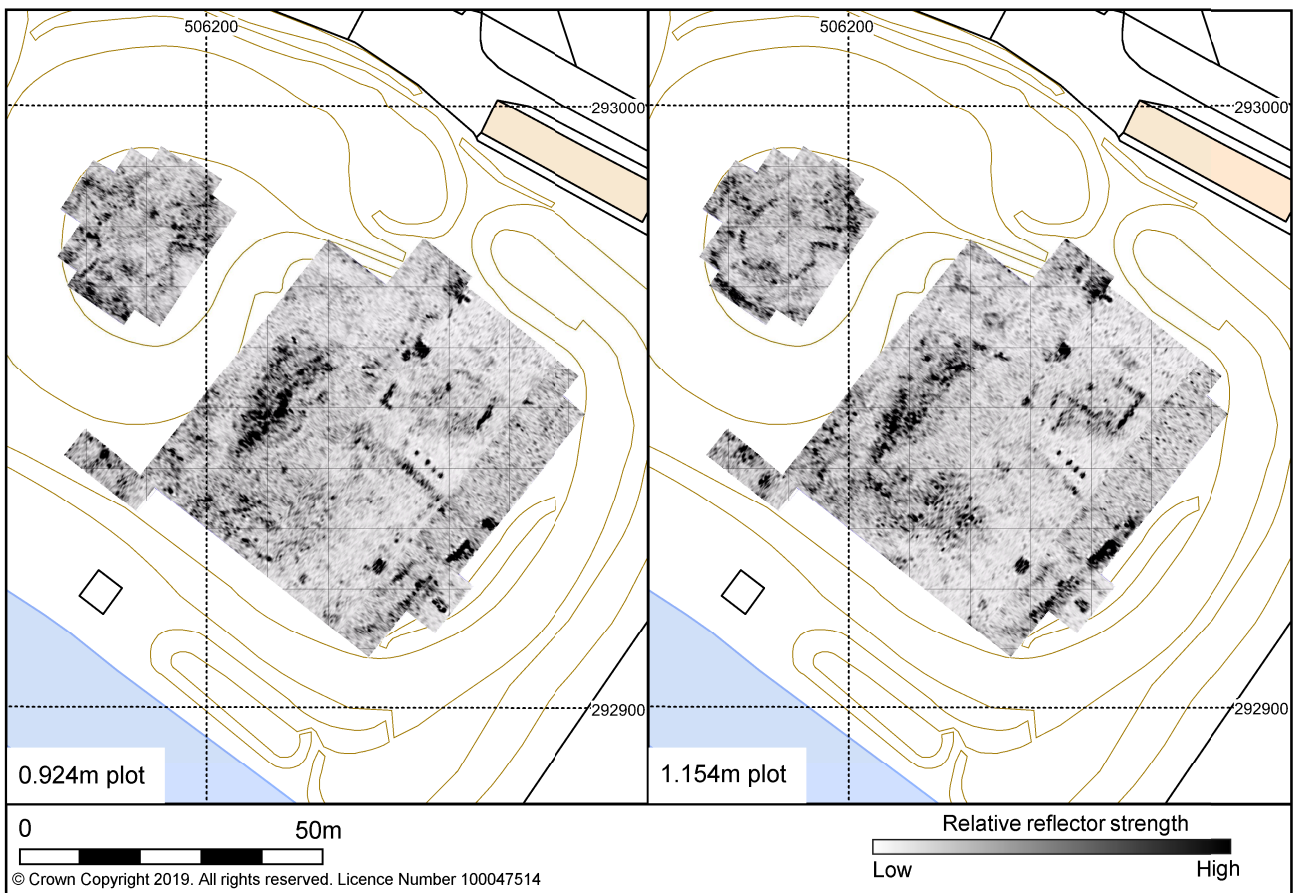 506200
506200
293000
293000
292900
292900
0.924m plot
1.154m plot
0
50m
Relative reflector strength
Low
High
© Crown Copyright 2019. All rights reserved. Licence Number 100047514